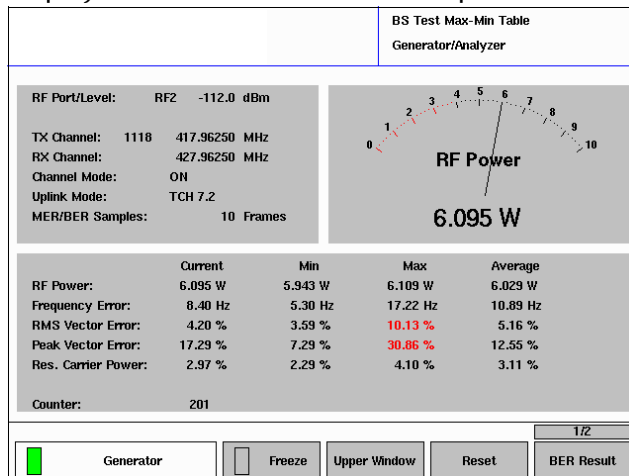 BS Test Max-Min Table
Generator/Analyzer
RF Port/Level: RF2 -112.0 dBm
TX Channel: 1118 417.96250 MHz
RX Channel: 427.96250 MHz
Channel Mode: ON
Uplink Mode: TCH 7.2
MER/BER Samples: 10 Frames
0 1 2 3 4 5 6 7 8 9 10
RF Power
6.095 W
Current Min Max Average
RF Power: 6.095 W 5.943 W 6.109 W 6.029 W
Frequency Error: 8.40 Hz 5.30 Hz 17.22 Hz 10.89 Hz
RMS Vector Error: 4.20 % 3.59 % 10.13 % 5.16 %
Peak Vector Error: 17.29 % 7.29 % 30.86 % 12.55 %
Res. Carrier Power: 2.97 % 2.29 % 4.10 % 3.11 %
Counter: 201
1/2
Generator Freeze Upper Window Reset BER Result